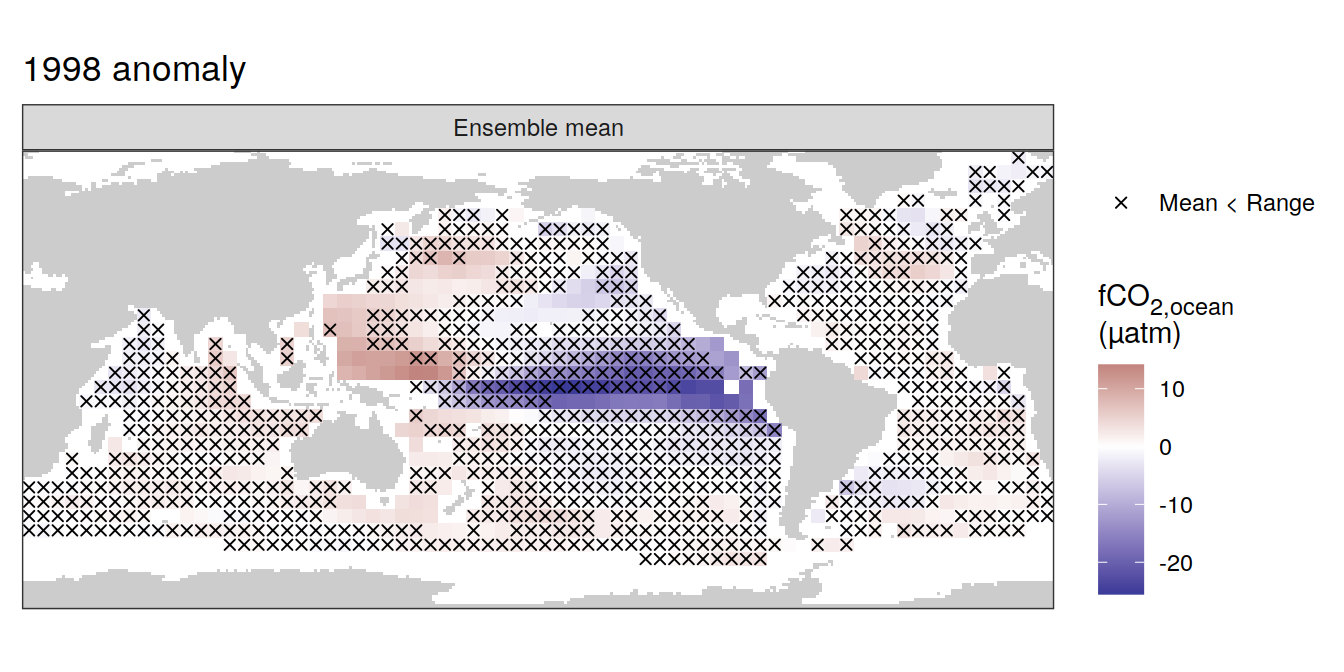 1998 anomaly
Ensemble mean
× Mean < Range
fCO2,ocean
(µatm)
10
0
-10
-20